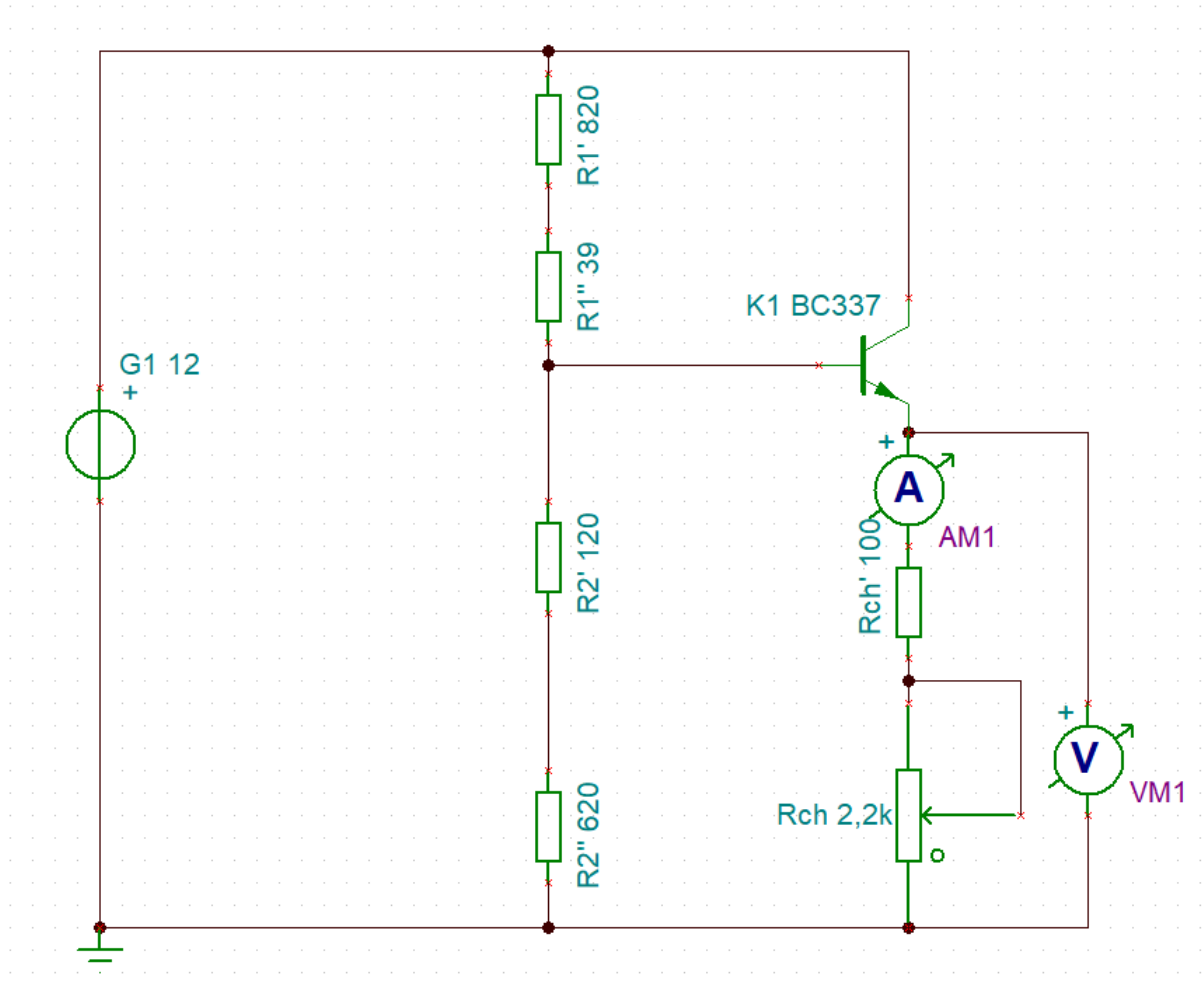 R1' 820
R1" 39
K1 BC337
G1 12
+
+
A
AM1
R2' 120
Rch' 100
+
V
VM1
R2" 620
Rch 2,2k